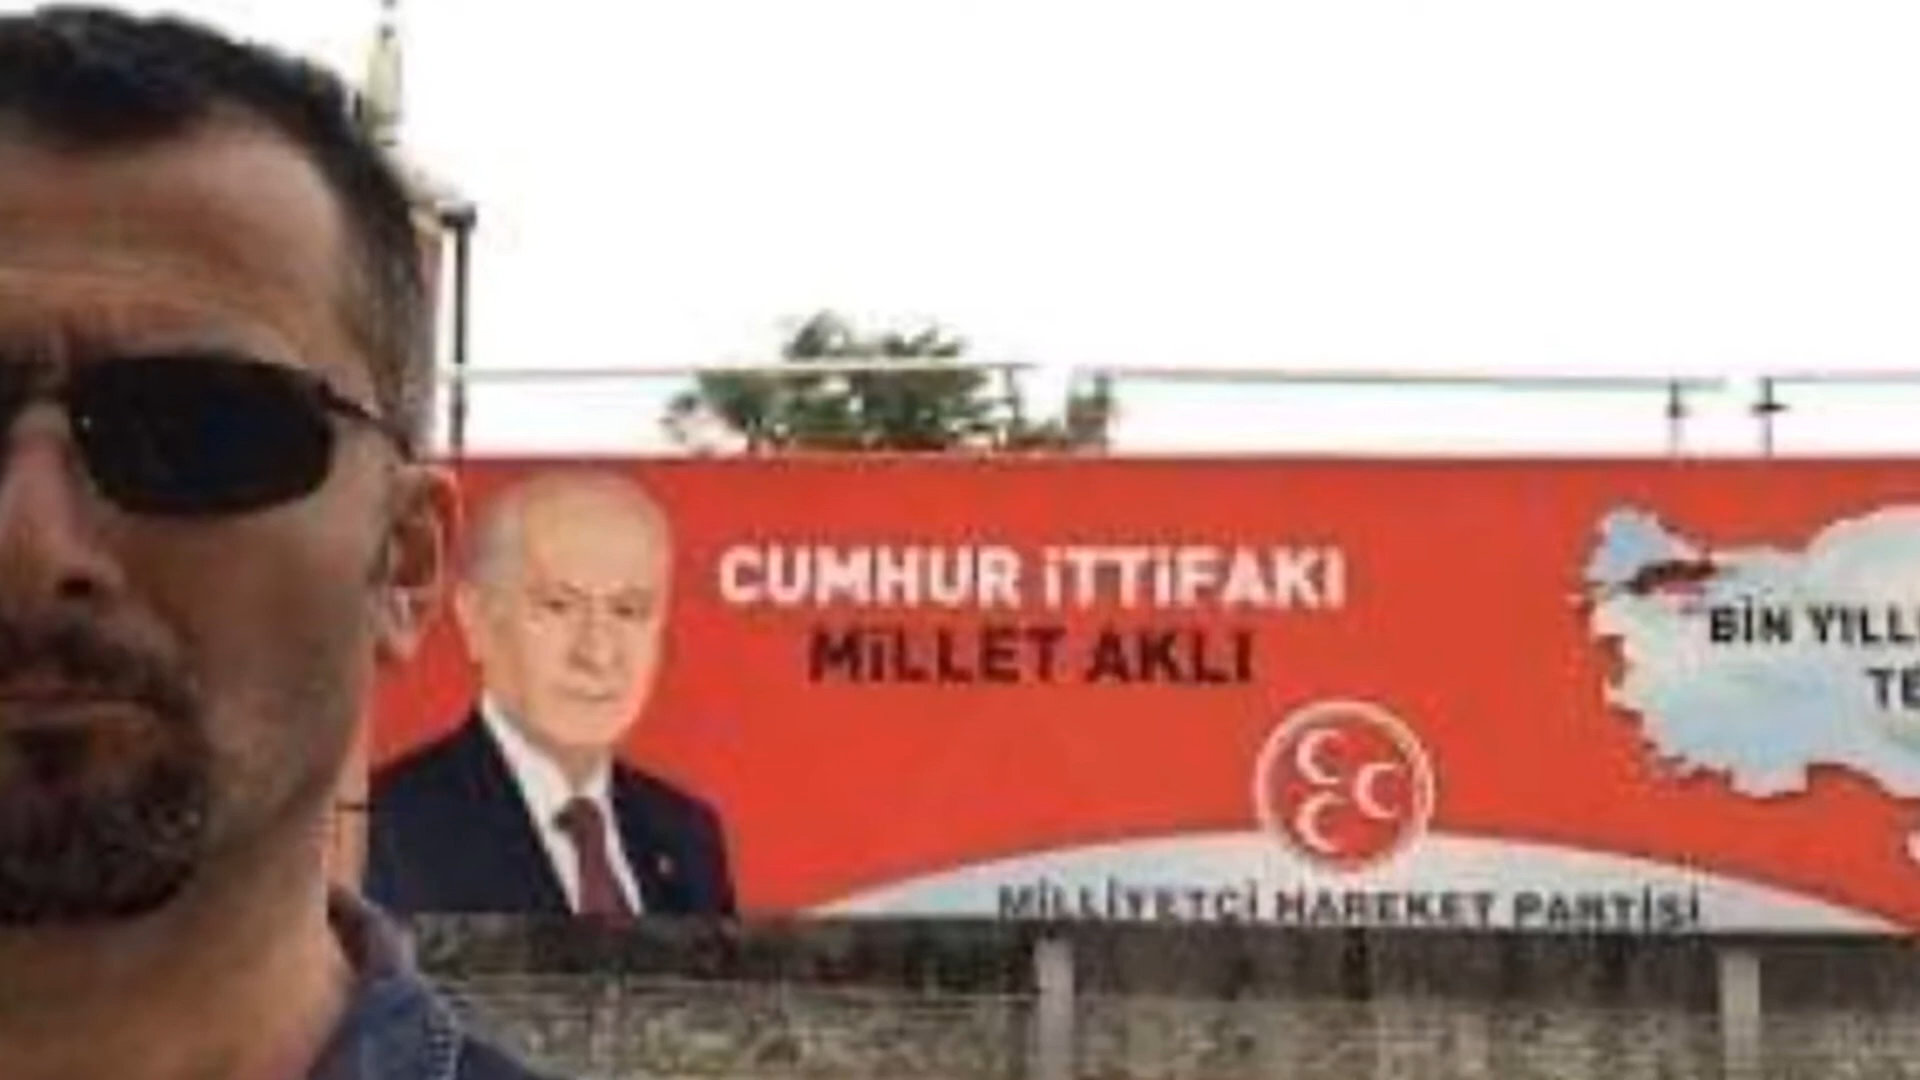 CUMHUR İTTİFAKI
MİLLET AKLI
MİLLİYETÇİ HAREKET PARTİSİ
BİN YILL
TE